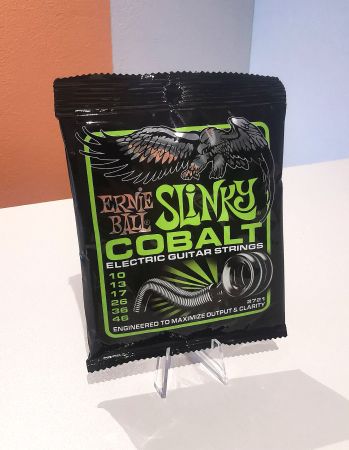 ERNIE BALL
SLINKY
COBALT
ELECTRIC GUITAR STRINGS
10
13
17
26
36
46
2721
ENGINEERED TO MAXIMIZE OUTPUT & CLARITY